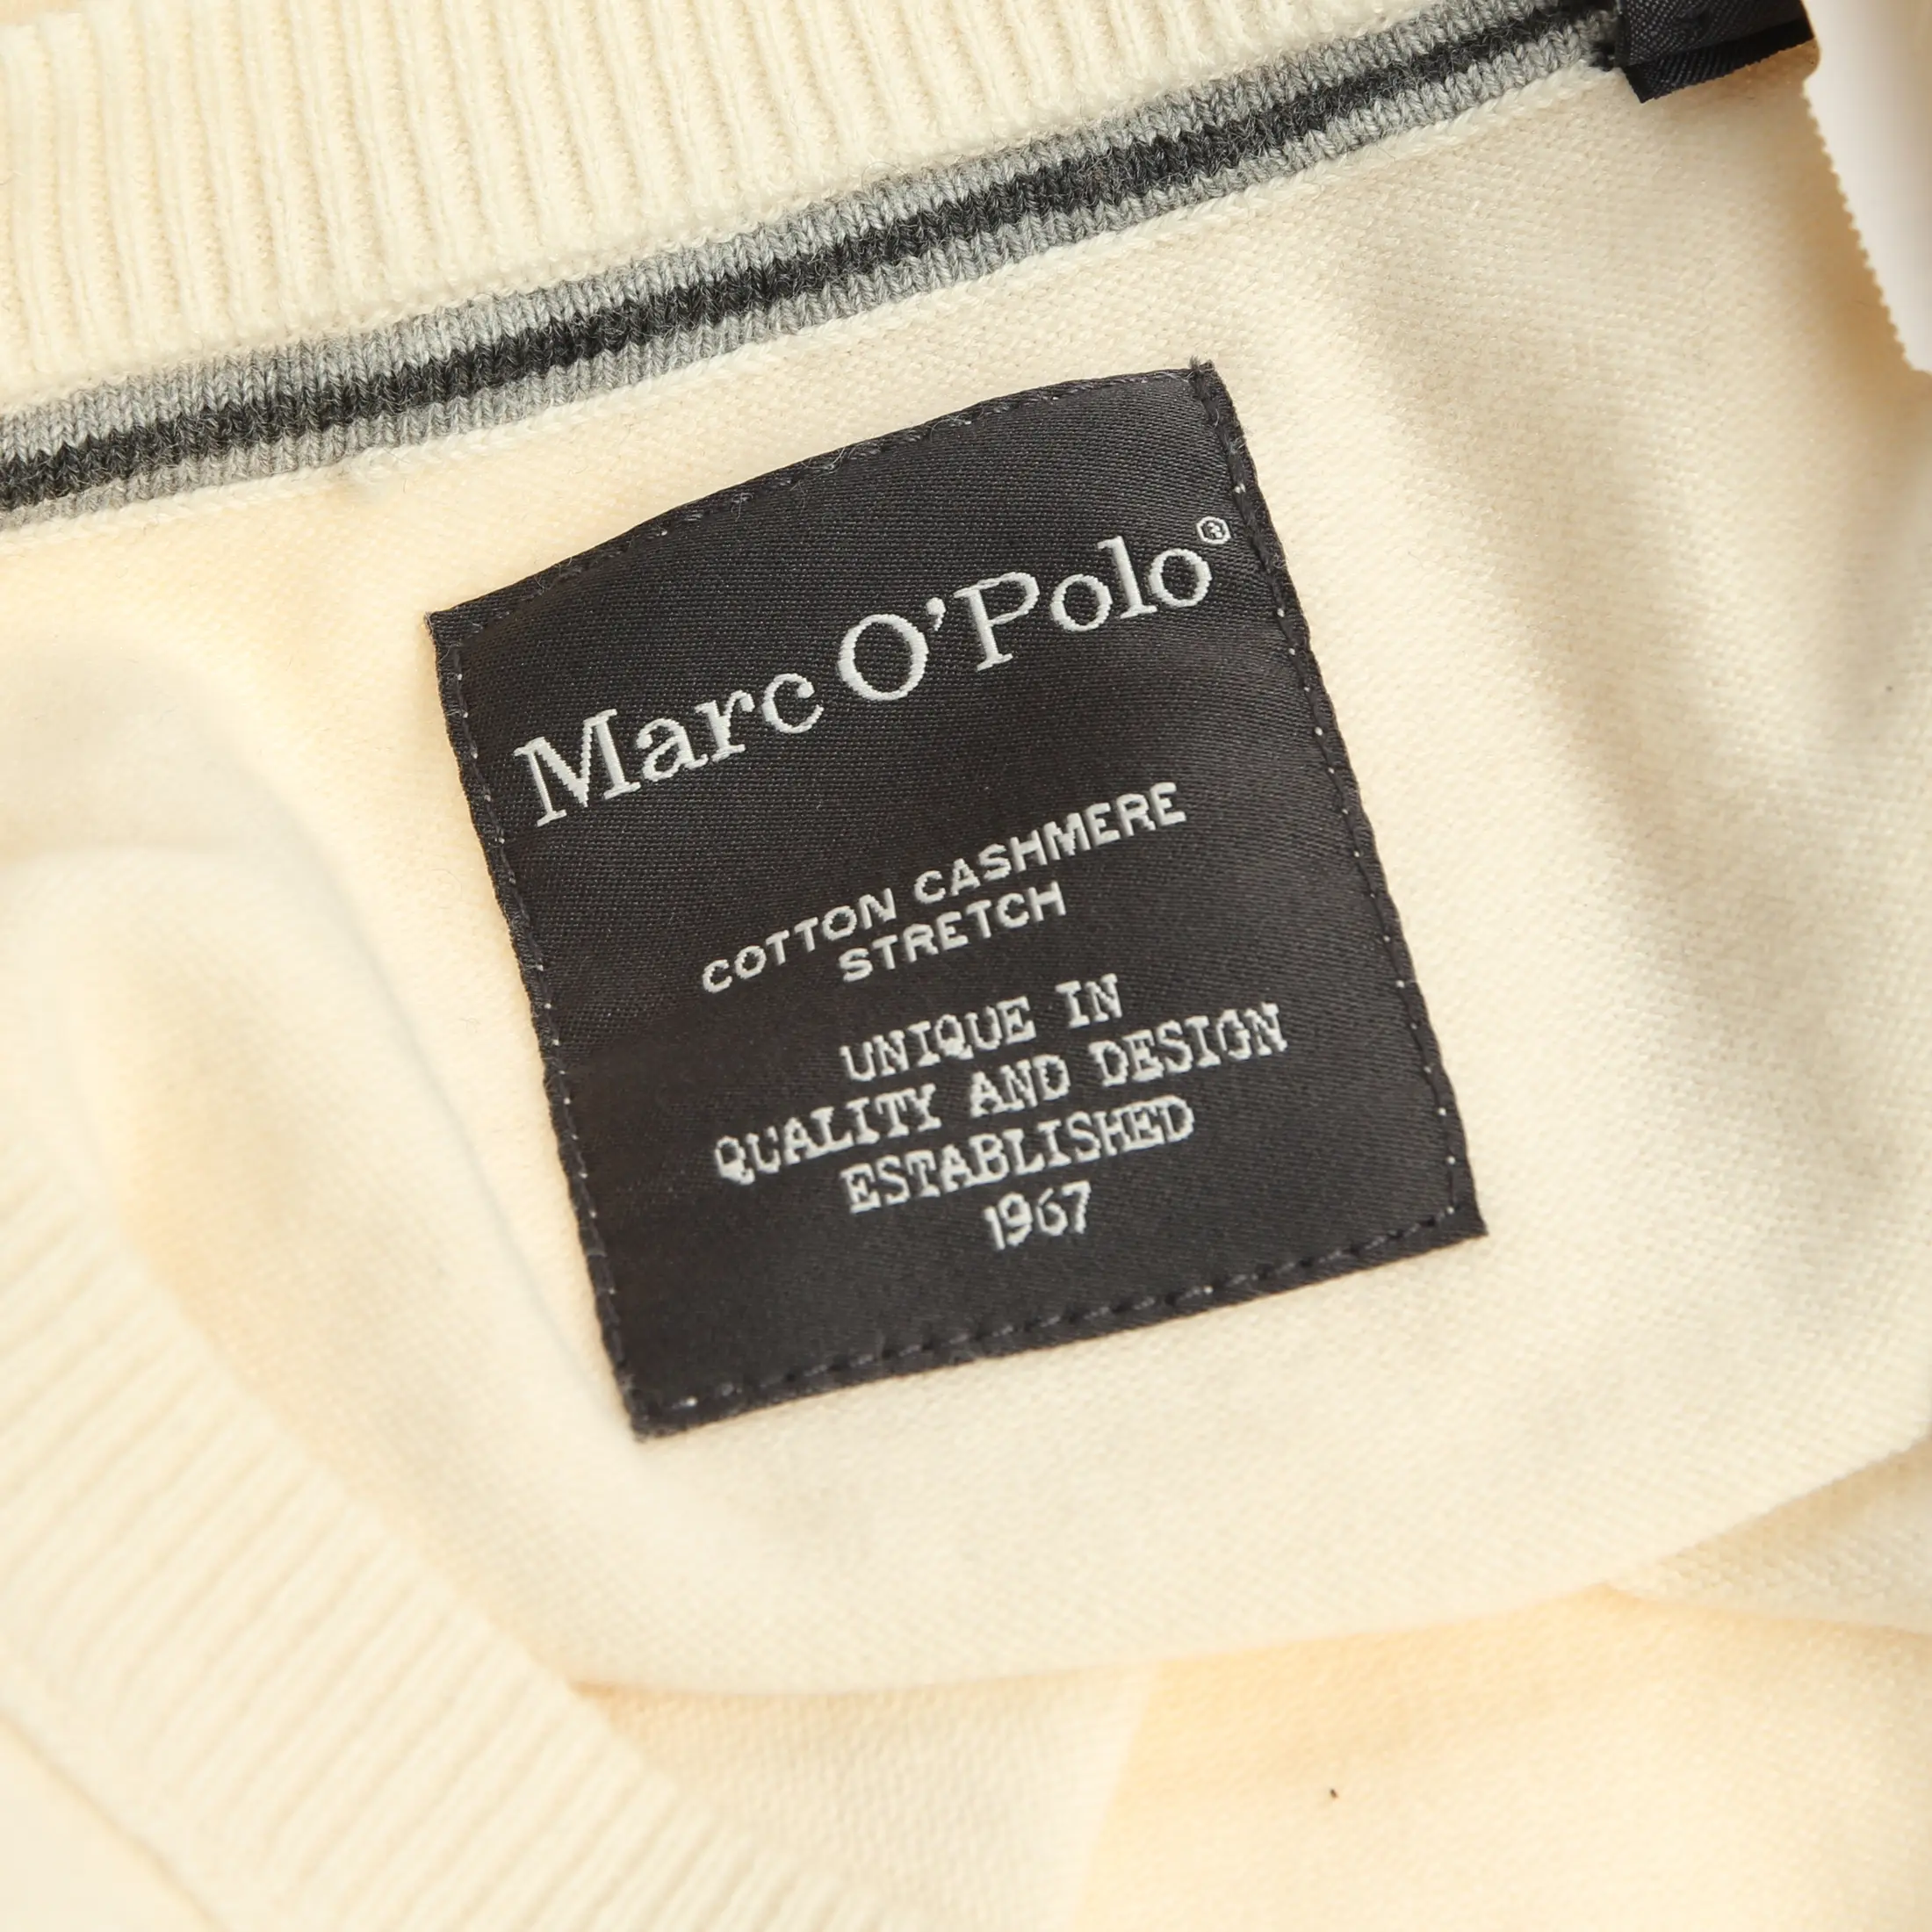 Marc O'Polo®
COTTON CASHMERE
STRETCH
UNIQUE IN
QUALITY AND DESIGN
ESTABLISHED
1967